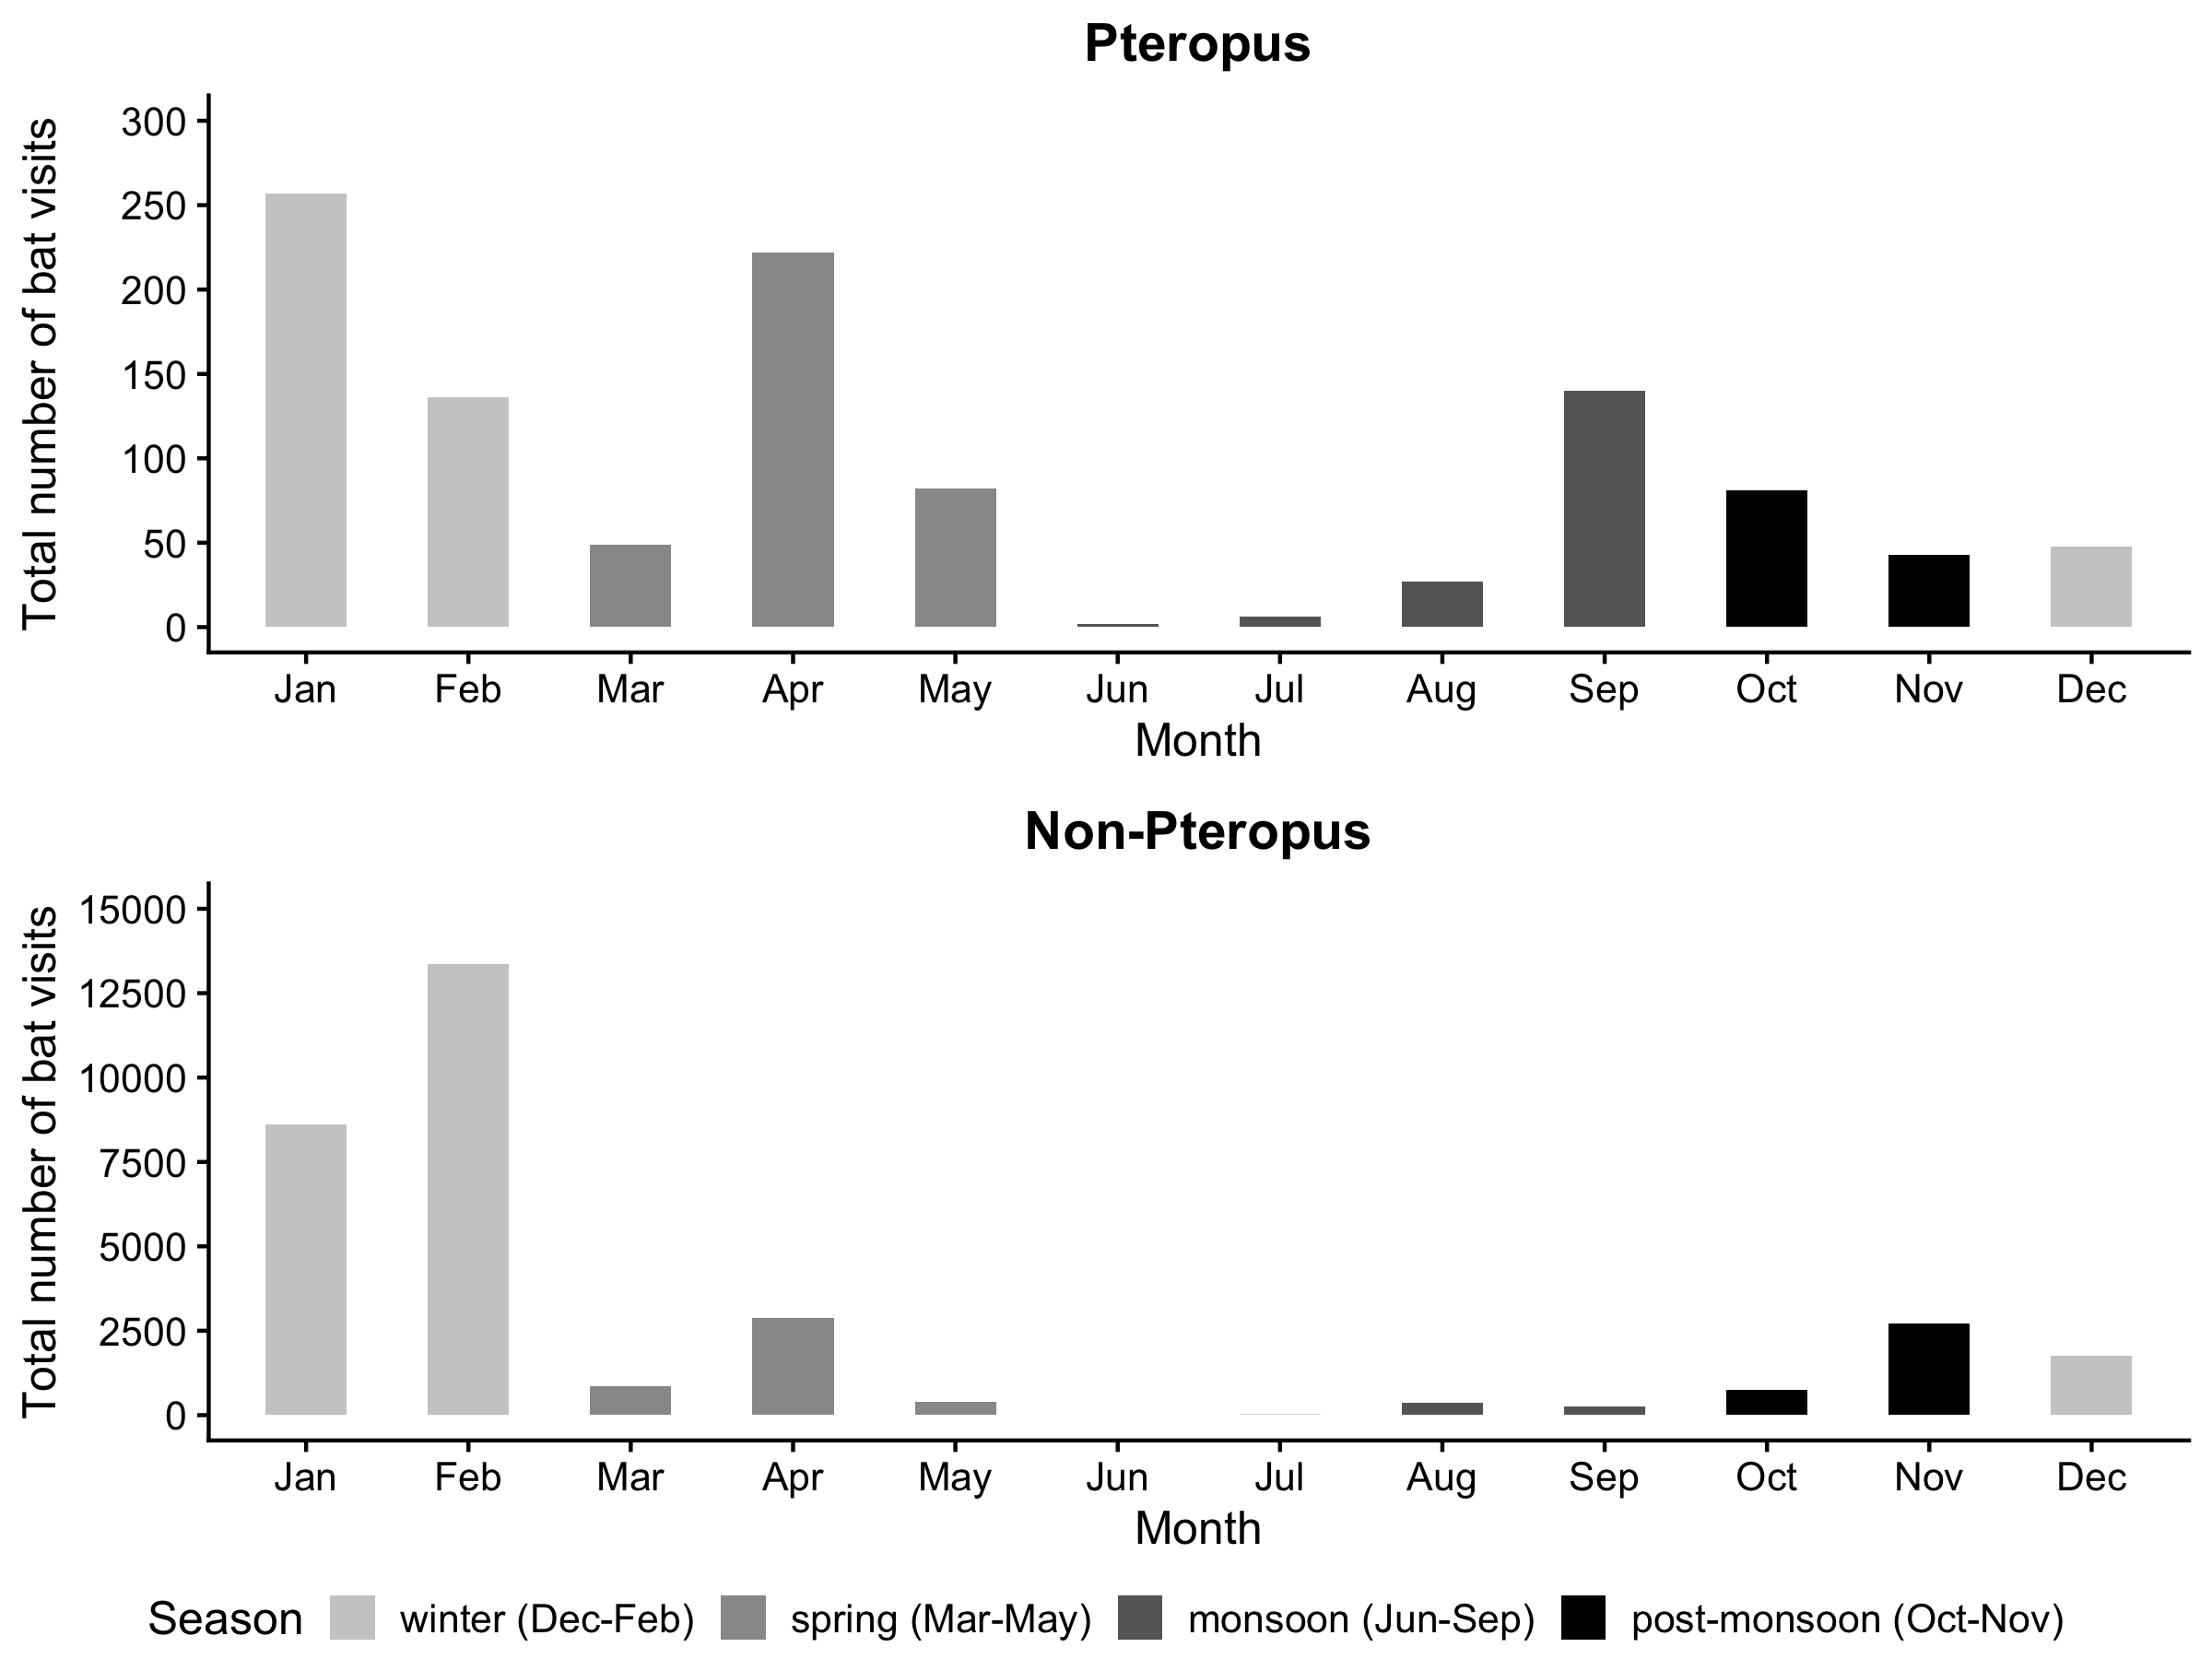 Pteropus
Total number of bat visits
300
250
200
150
100
50
0
Jan Feb Mar Apr May Jun Jul Aug Sep Oct Nov Dec
Month
Non-Pteropus
Total number of bat visits
15000
12500
10000
7500
5000
2500
0
Jan Feb Mar Apr May Jun Jul Aug Sep Oct Nov Dec
Month
Season winter (Dec-Feb) spring (Mar-May) monsoon (Jun-Sep) post-monsoon (Oct-Nov)